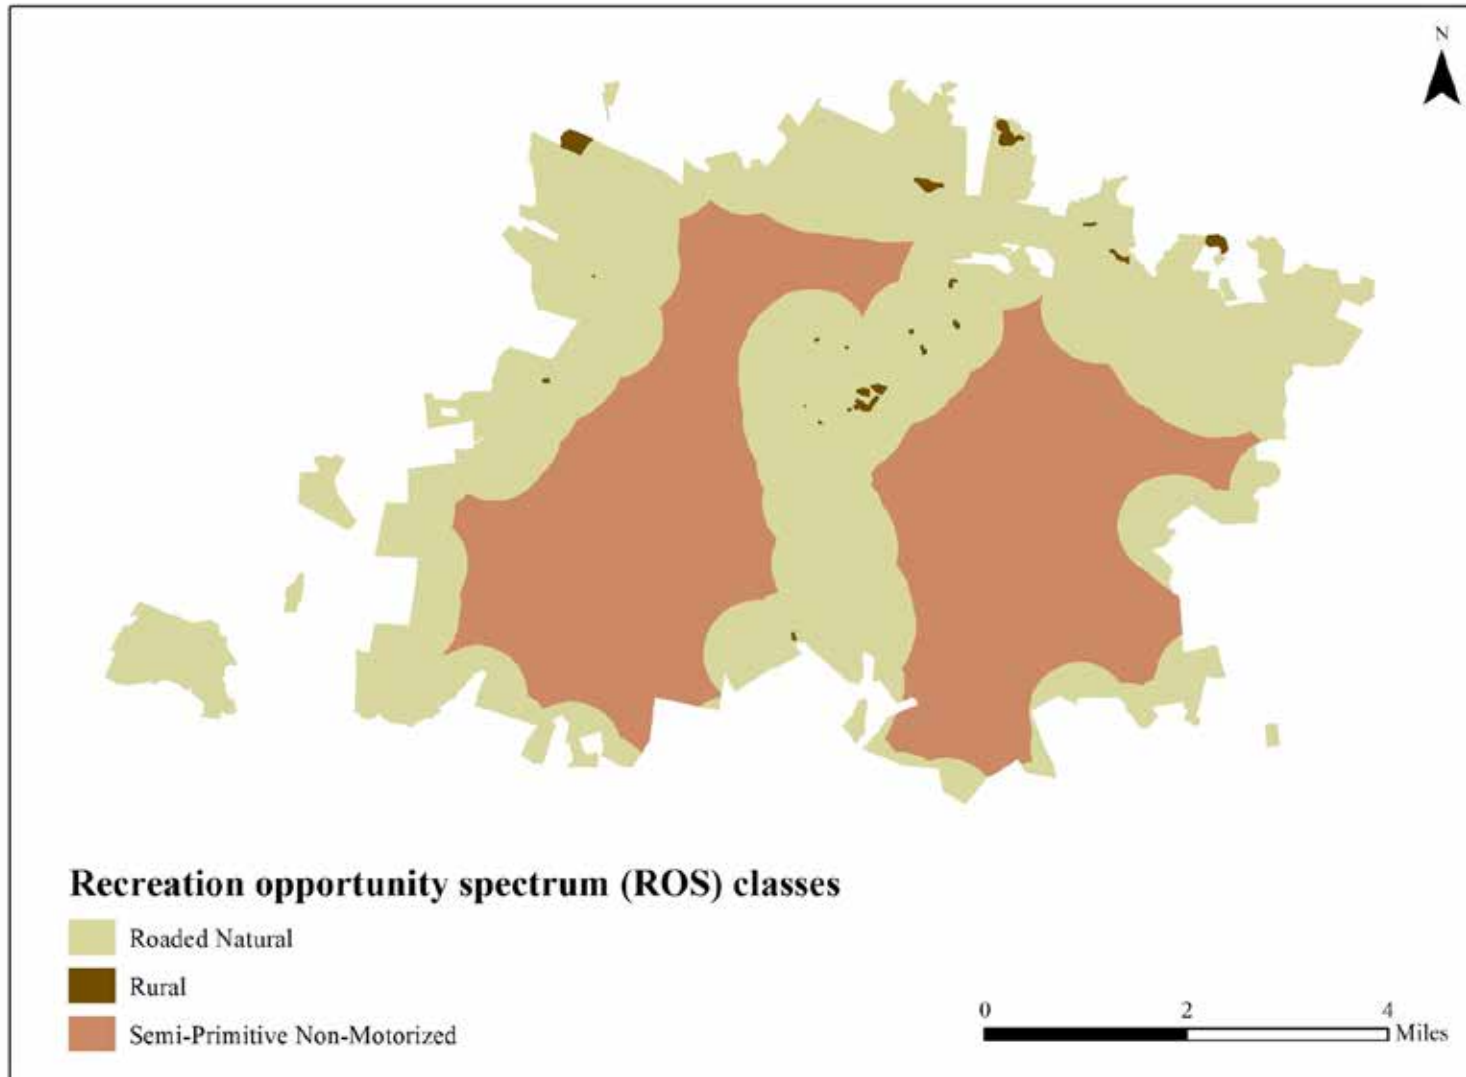 N
Recreation opportunity spectrum (ROS) classes
Roaded Natural
Rural
Semi-Primitive Non-Motorized
0 2 4
Miles